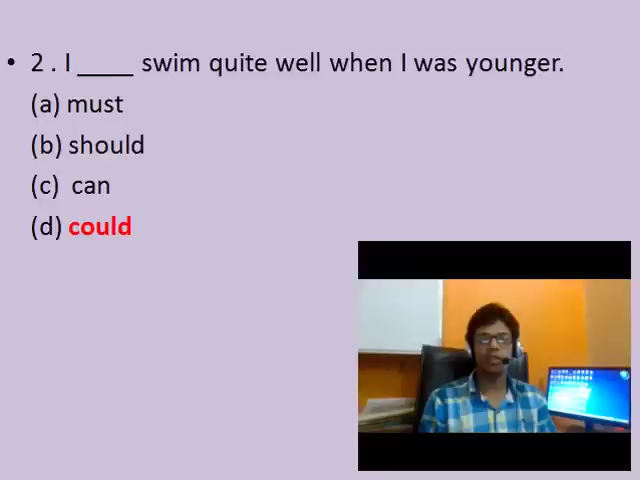 • 2 . I ____ swim quite well when I was younger.
(a) must
(b) should
(c) can
(d) could